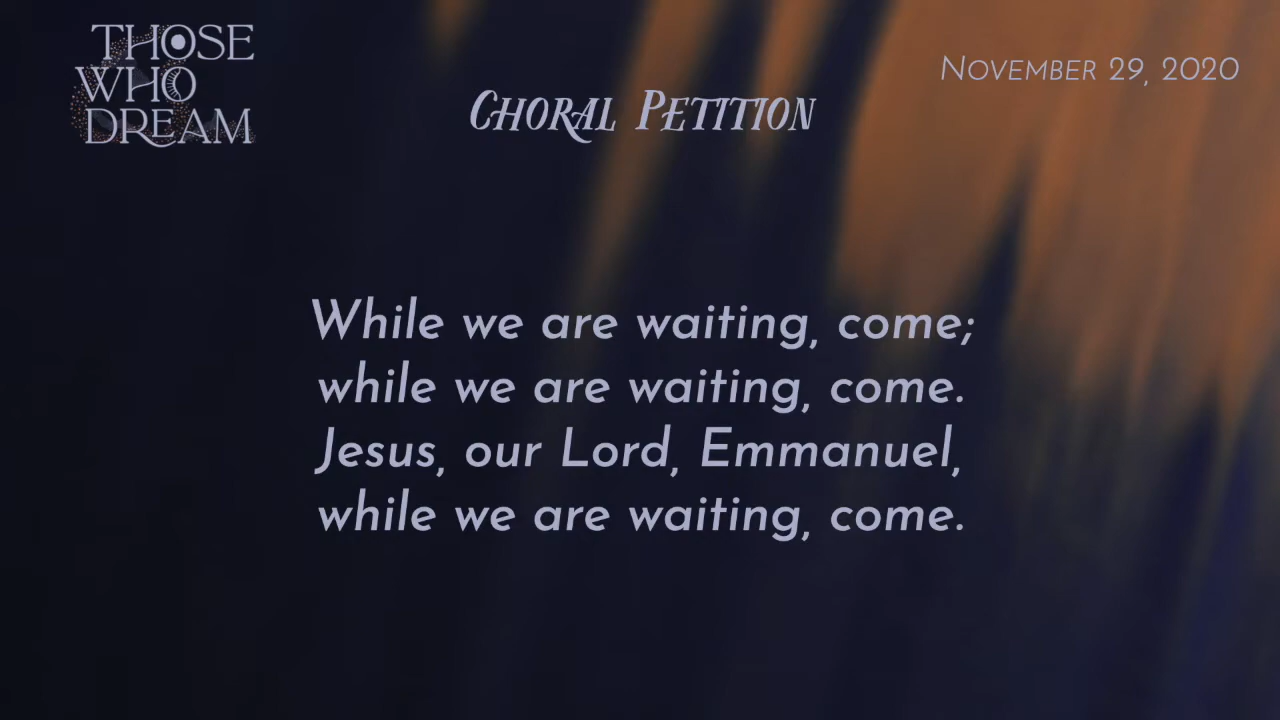 THOSE
WHO
DREAM
November 29, 2020
Choral Petition
While we are waiting, come;
while we are waiting, come.
Jesus, our Lord, Emmanuel,
while we are waiting, come.